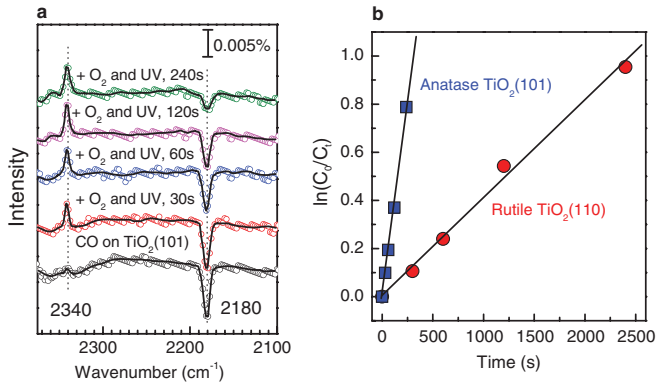 a
0.005%
+ O₂ and UV, 240s
+ O₂ and UV, 120s
+ O₂ and UV, 60s
+ O₂ and UV, 30s
CO on TiO₂(101)
2340
2180
Intensity
2300
2200
2100
Wavenumber (cm⁻¹)
b
1.0
0.8
0.6
0.4
0.2
0.0
ln(C₀/Cₜ)
Anatase TiO₂(101)
Rutile TiO₂(110)
0
500
1000
1500
2000
2500
Time (s)